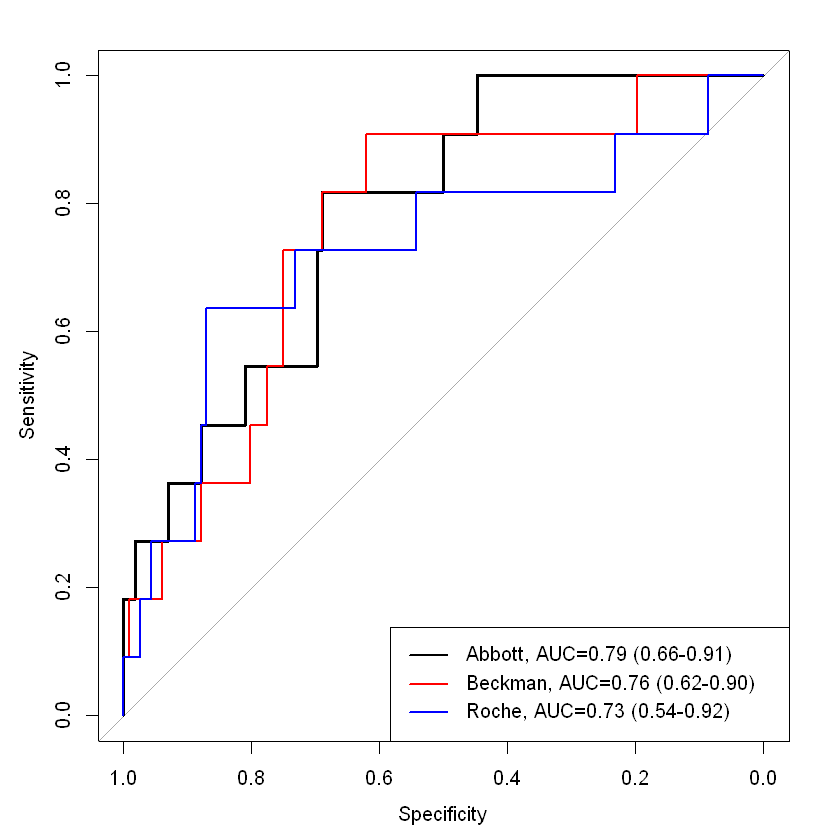 Sensitivity
1.0
0.8
0.6
0.4
0.2
0.0
Abbott, AUC=0.79 (0.66-0.91)
Beckman, AUC=0.76 (0.62-0.90)
Roche, AUC=0.73 (0.54-0.92)
1.0 0.8 0.6 0.4 0.2 0.0
Specificity